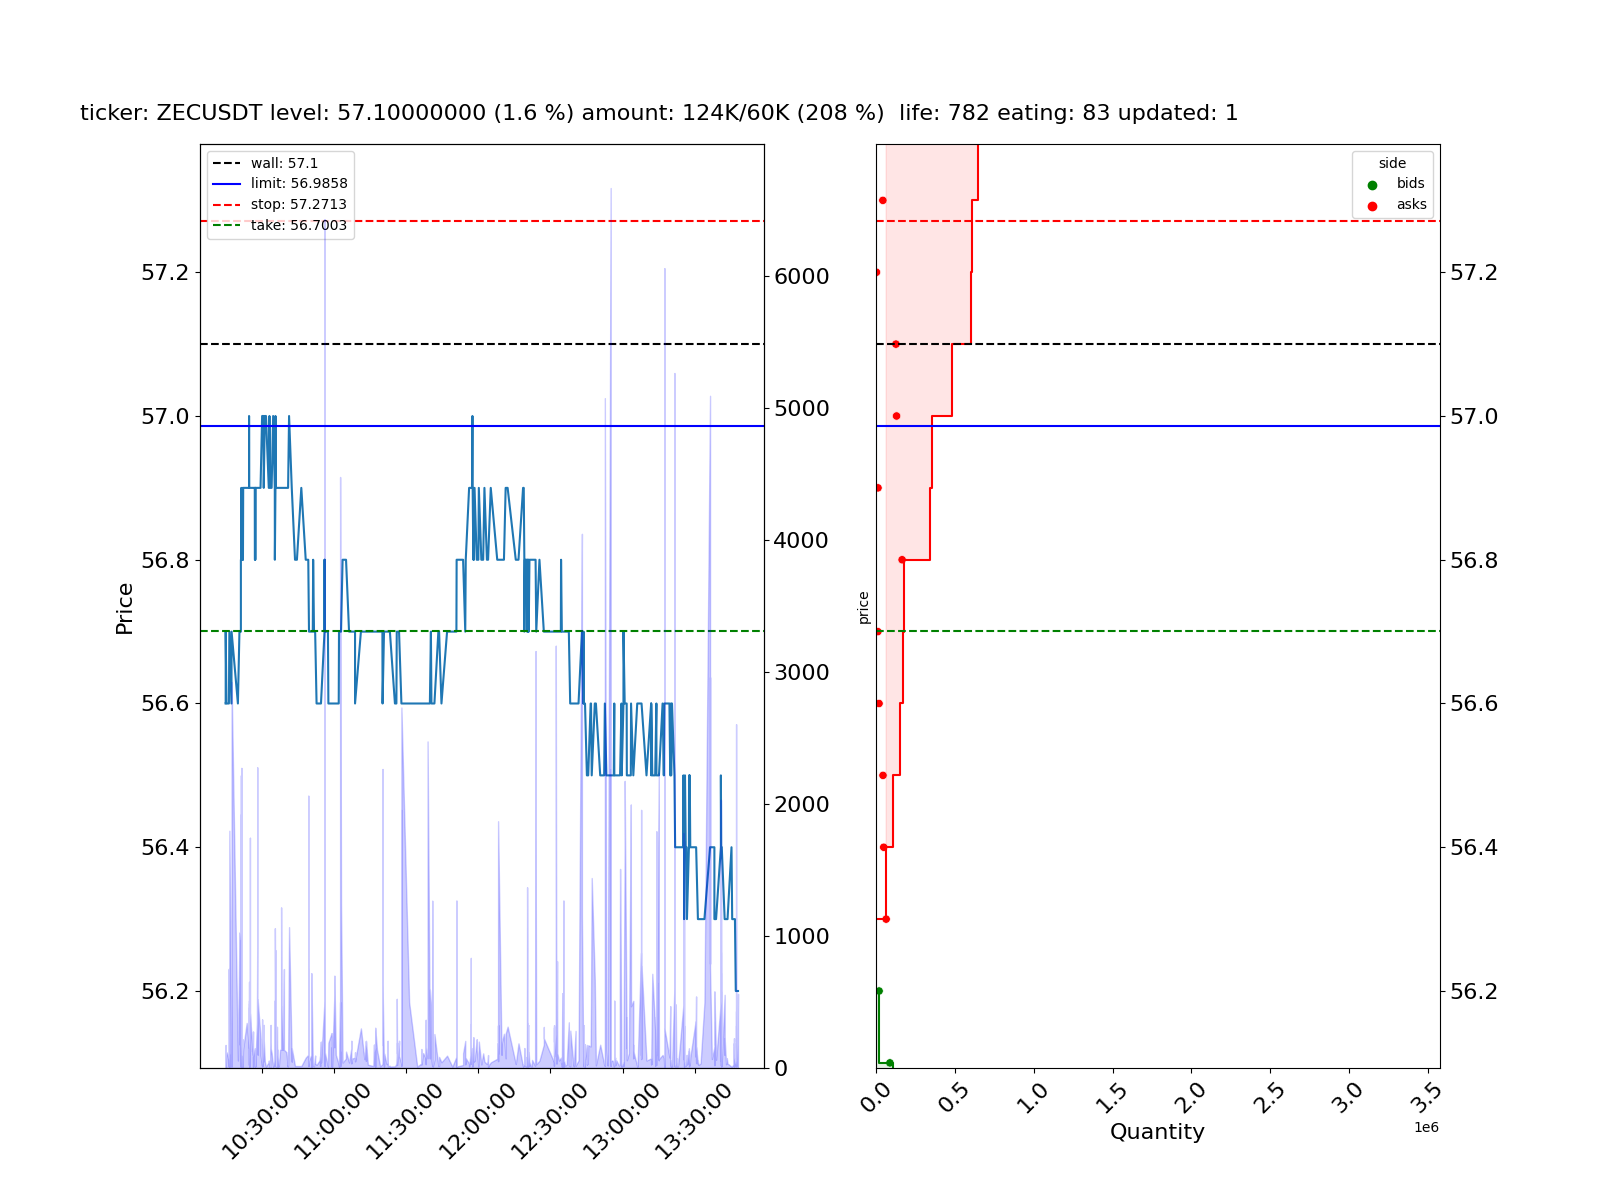 ticker: ZECUSDT level: 57.10000000 (1.6 %) amount: 124K/60K (208 %)  life: 782 eating: 83 updated: 1
wall: 57.1
limit: 56.9858
stop: 57.2713
take: 56.7003
57.2
57.0
56.8
56.6
56.4
56.2
Price
6000
5000
4000
3000
2000
1000
0
10:30:00
11:00:00
11:30:00
12:00:00
12:30:00
13:00:00
13:30:00
side
bids
asks
price
57.2
57.0
56.8
56.6
56.4
56.2
0.0
0.5
1.0
1.5
2.0
2.5
3.0
3.5
1e6
Quantity